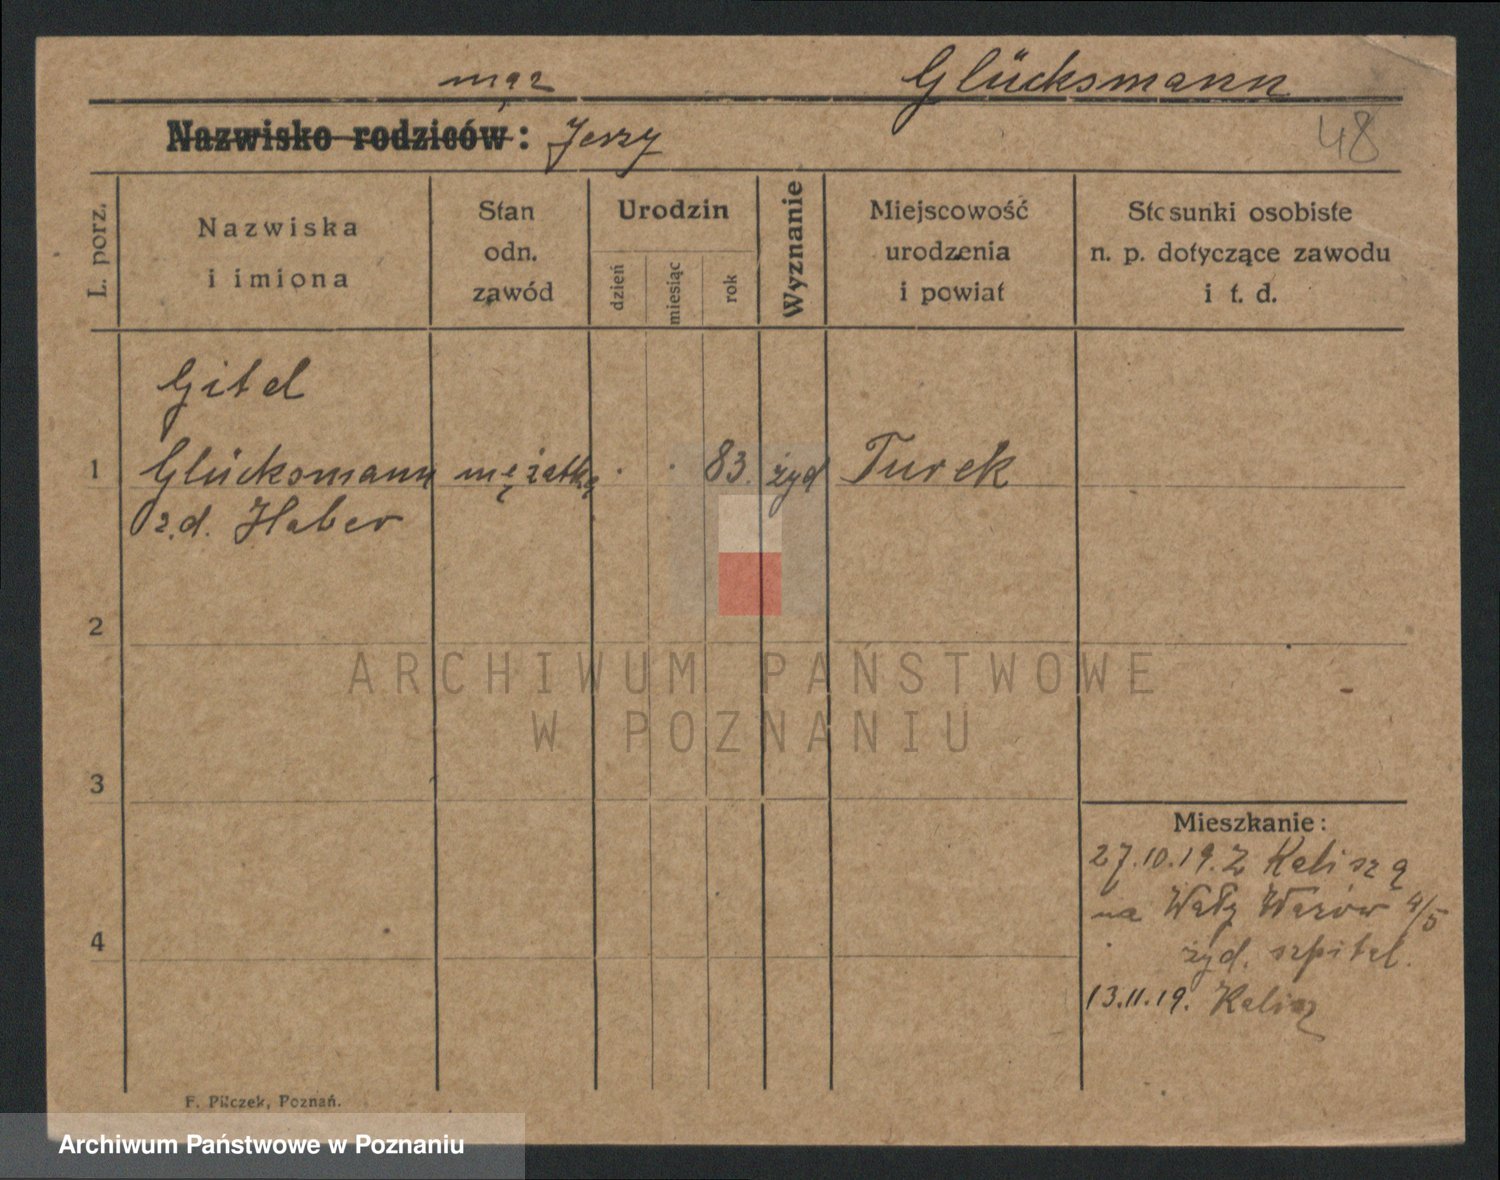 mąż Glücksmann
Nazwisko rodziców: Jerzy
48
L. porz.
Nazwiska
i imiona
Stan
odn.
zawód
Urodzin
dzień
miesiąc
rok
Wyznanie
Miejscowość
urodzenia
i powiat
Stosunki osobiste
n. p. dotyczące zawodu
i t. d.
Gitel
1 Glücksmann mężatka . . 83. żyd Turek
z.d. Haber
2
ARCHIWUM PAŃSTWOWE
W POZNANIU
3
Mieszkanie:
27.10.19. z Kalisza
na Wały Wazów 4/5
żyd. szpital.
13.11.19. Kalisz
4
F. Pilczek, Poznań.
Archiwum Państwowe w Poznaniu